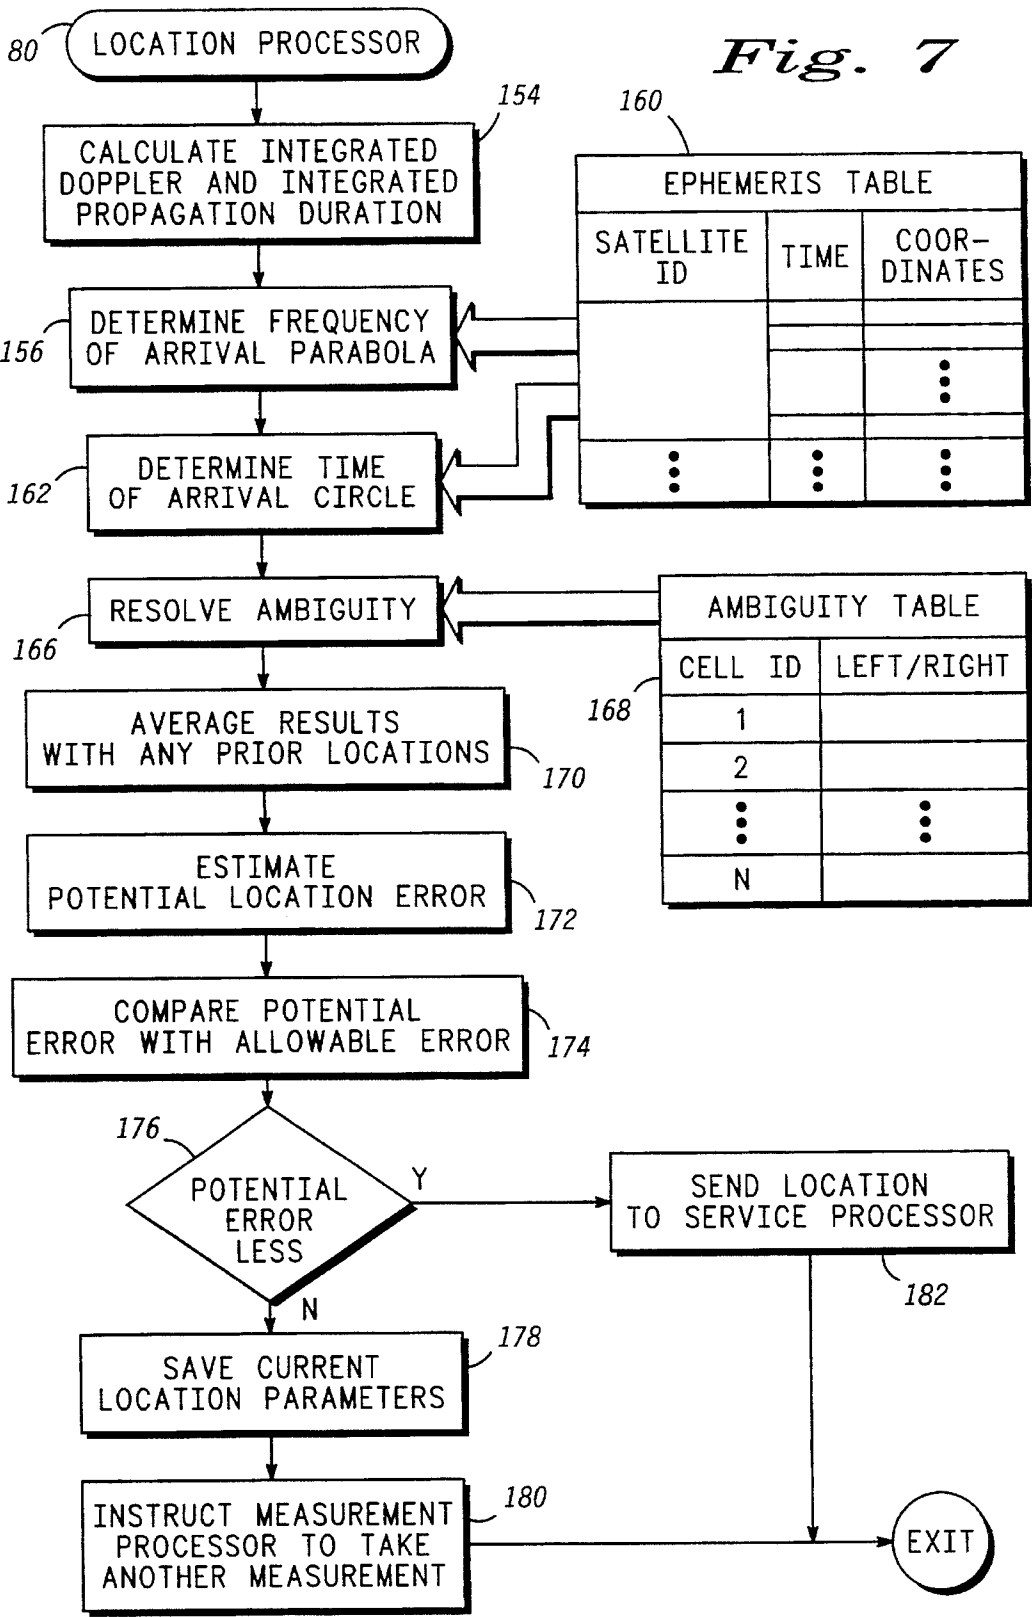 Fig. 7
80
LOCATION PROCESSOR
154
CALCULATE INTEGRATED
DOPPLER AND INTEGRATED
PROPAGATION DURATION
160
EPHEMERIS TABLE
SATELLITE
ID
TIME
COOR-
DINATES
156
DETERMINE FREQUENCY
OF ARRIVAL PARABOLA
162
DETERMINE TIME
OF ARRIVAL CIRCLE
166
RESOLVE AMBIGUITY
168
AMBIGUITY TABLE
CELL ID
LEFT/RIGHT
1
2
N
AVERAGE RESULTS
WITH ANY PRIOR LOCATIONS
170
ESTIMATE
POTENTIAL LOCATION ERROR
172
COMPARE POTENTIAL
ERROR WITH ALLOWABLE ERROR
174
176
POTENTIAL
ERROR
LESS
Y
N
SEND LOCATION
TO SERVICE PROCESSOR
182
178
SAVE CURRENT
LOCATION PARAMETERS
180
INSTRUCT MEASUREMENT
PROCESSOR TO TAKE
ANOTHER MEASUREMENT
EXIT